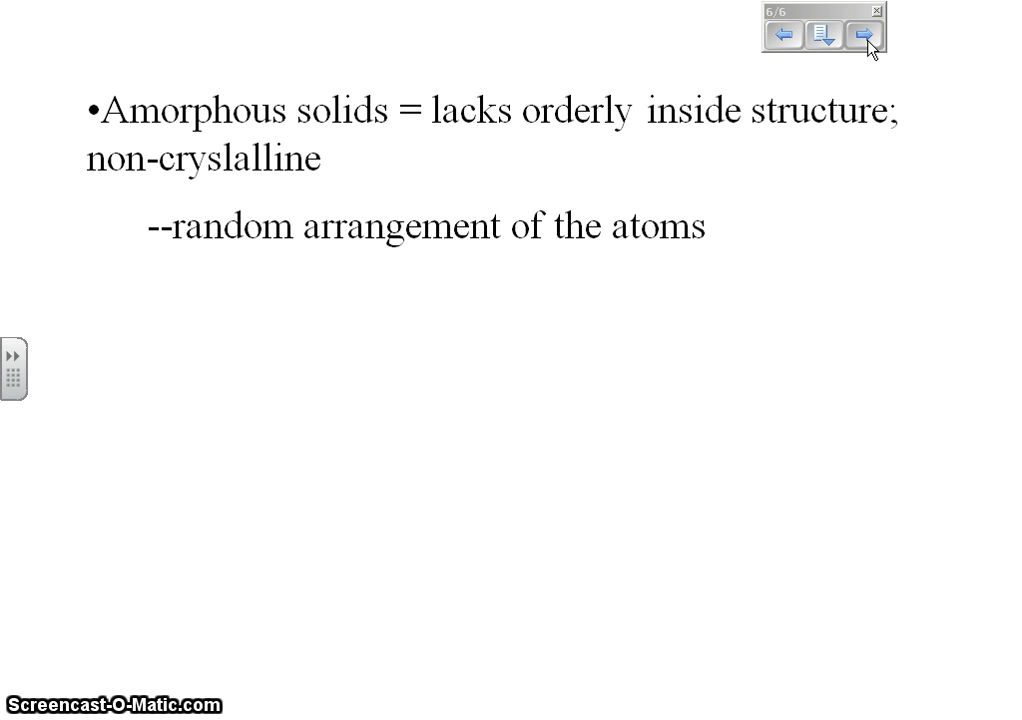 6/6
•Amorphous solids = lacks orderly inside structure;
non-cryslalline
--random arrangement of the atoms
Screencast-O-Matic.com